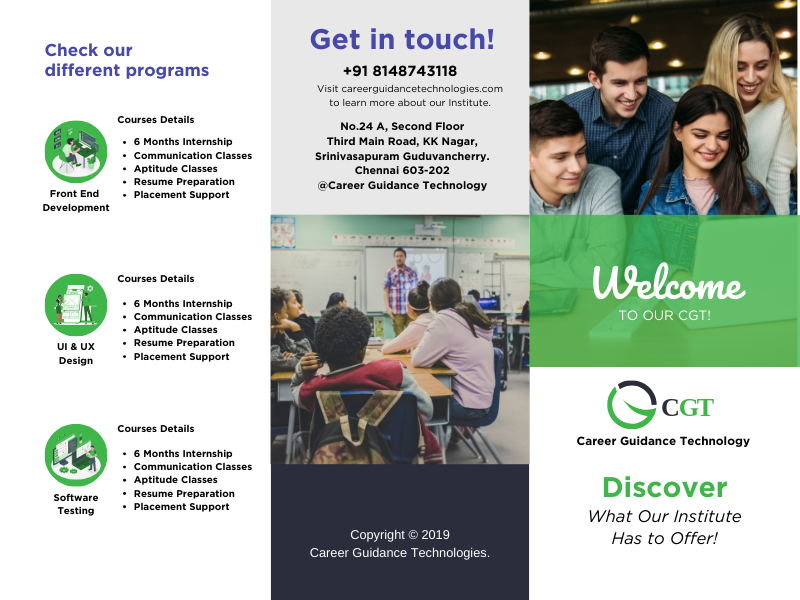 Check our
different programs
Courses Details
6 Months Internship
Communication Classes
Aptitude Classes
Resume Preparation
Placement Support
Front End
Development
Courses Details
6 Months Internship
Communication Classes
Aptitude Classes
Resume Preparation
Placement Support
UI & UX
Design
Courses Details
6 Months Internship
Communication Classes
Aptitude Classes
Resume Preparation
Placement Support
Software
Testing
Get in touch!
+91 8148743118
Visit careerguidancetechnologies.com
to learn more about our Institute.
No.24 A, Second Floor
Third Main Road, KK Nagar,
Srinivasapuram Guduvancherry.
Chennai 603-202
@Career Guidance Technology
Copyright © 2019
Career Guidance Technologies.
Welcome
TO OUR CGT!
CGT
Career Guidance Technology
Discover
What Our Institute
Has to Offer!